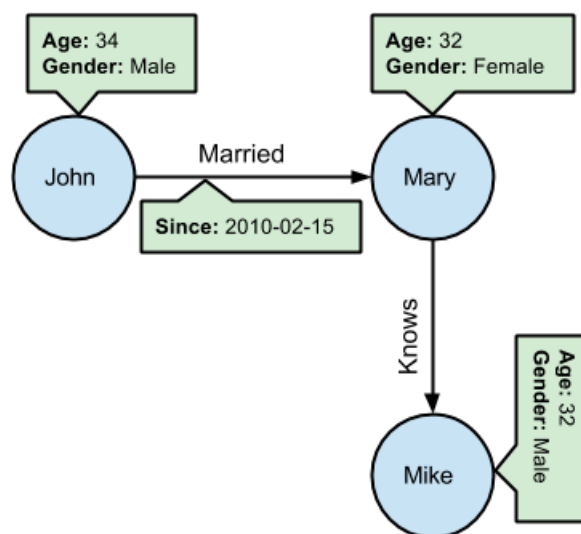 Age: 34
Gender: Male
Age: 32
Gender: Female
John
Married
Mary
Since: 2010-02-15
Knows
Age: 32
Gender: Male
Mike